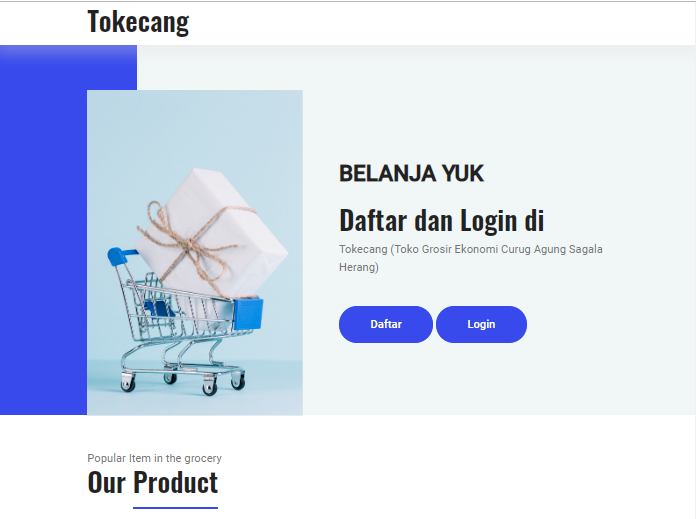 Tokecang
BELANJA YUK
Daftar dan Login di
Tokecang (Toko Grosir Ekonomi Curug Agung Sagala
Herang)
Daftar
Login
Popular Item in the grocery
Our Product